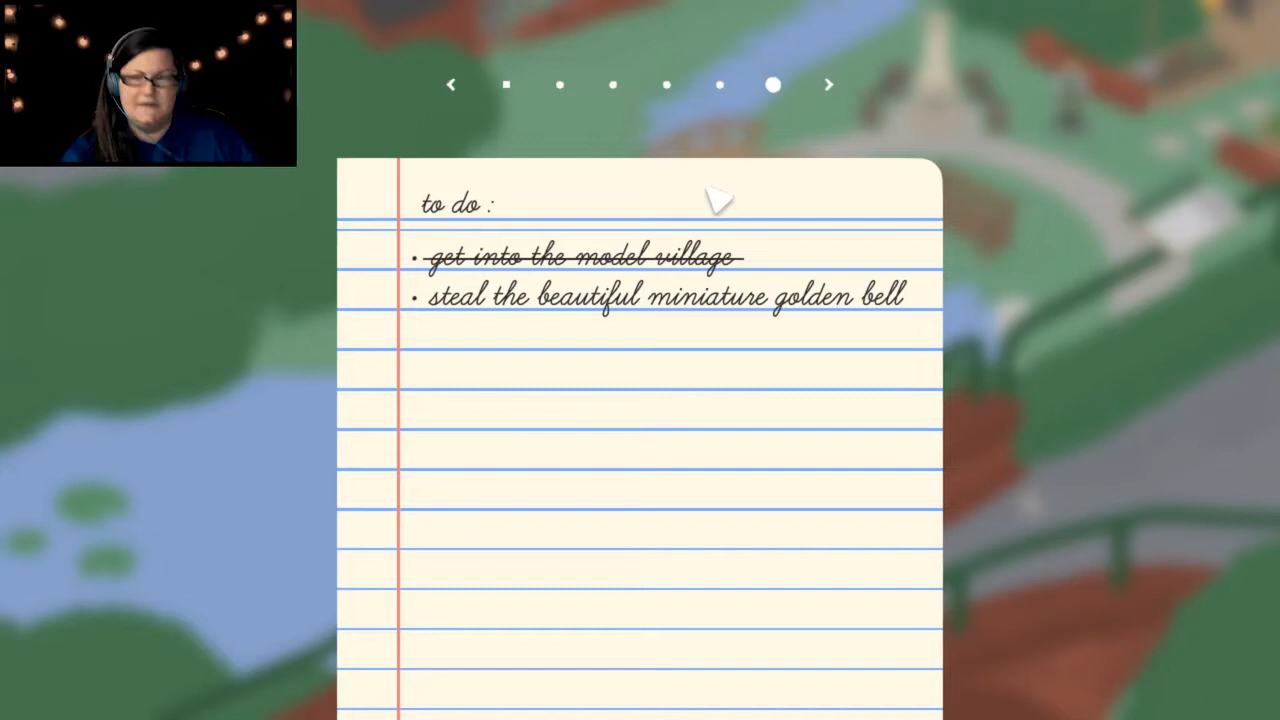 to do :
• get into the model village
• steal the beautiful miniature golden bell